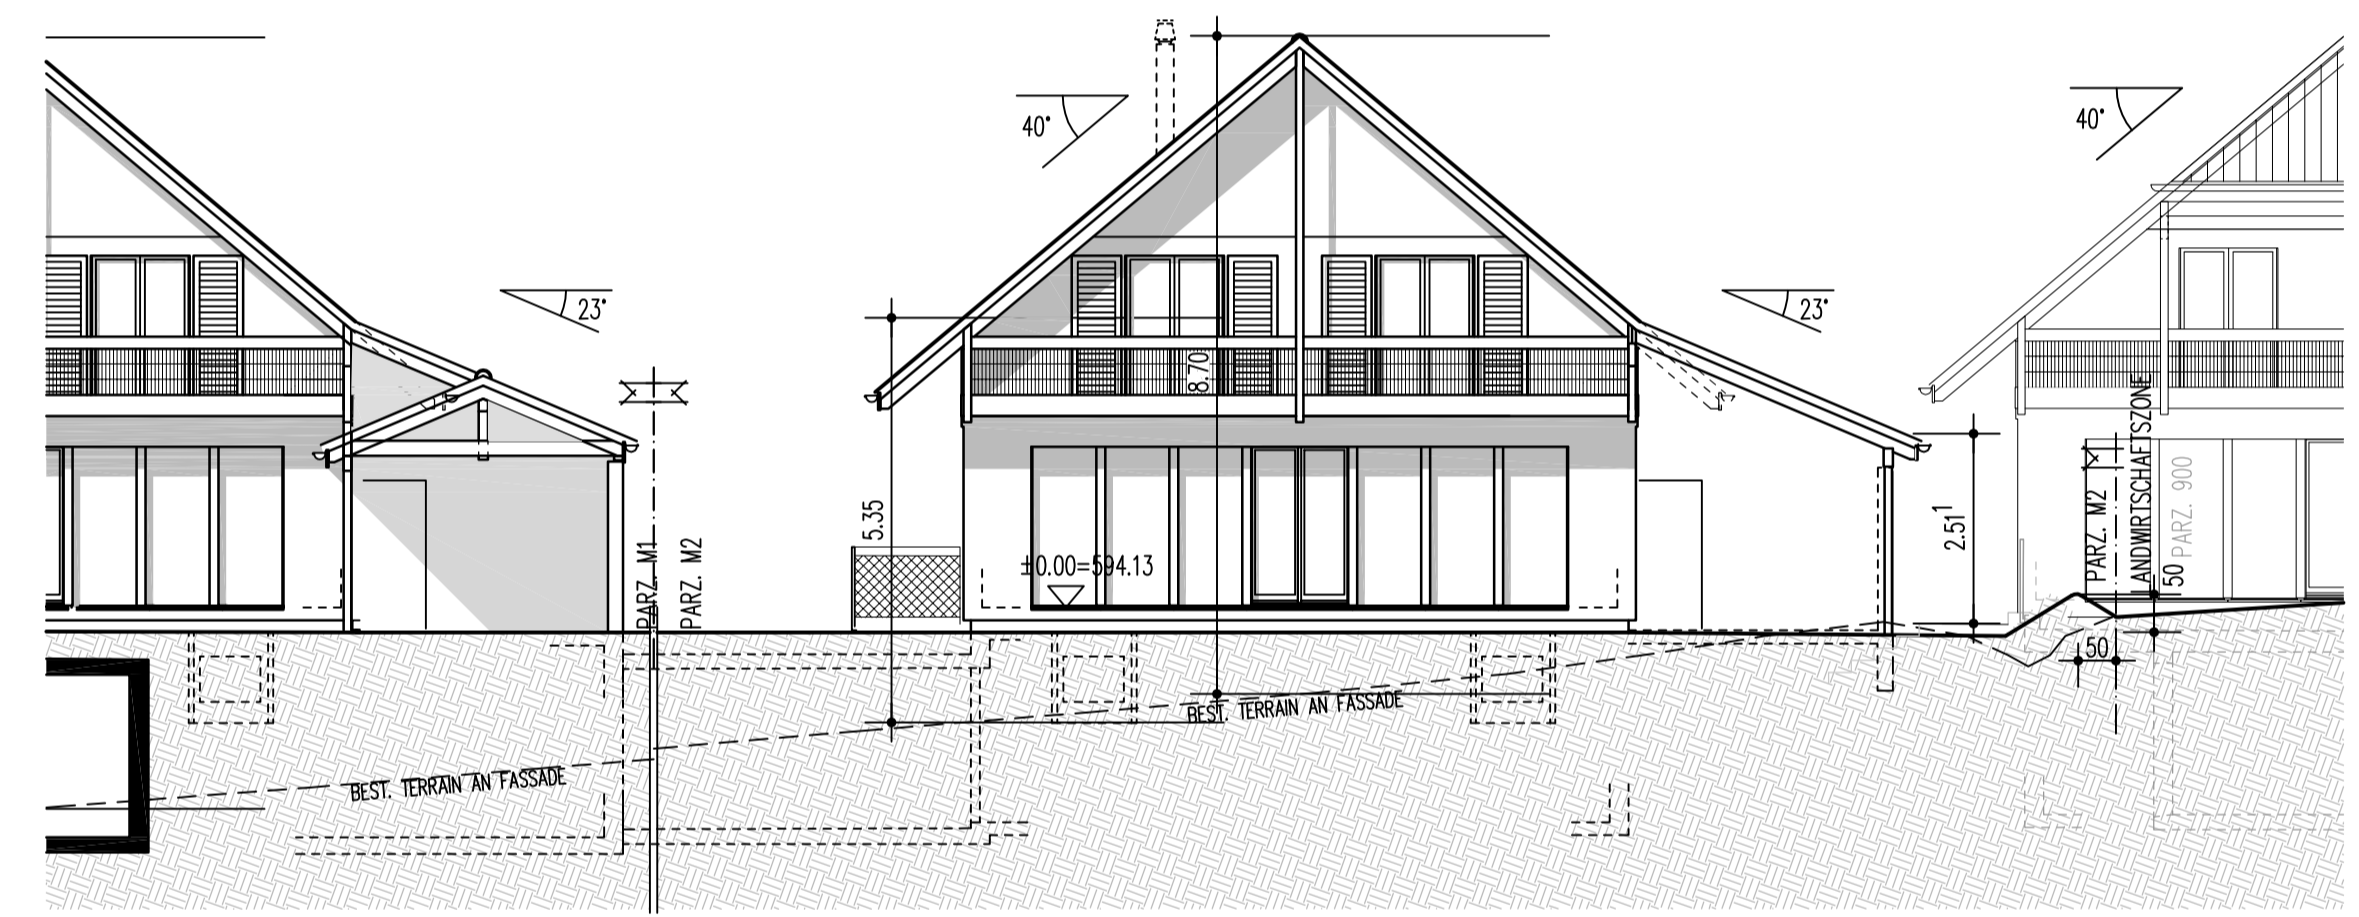 40°
40°
23°
23°
8.70
5.35
2.51¹
±0.00=594.13
PARZ. M1
PARZ. M2
PARZ. M2
LANDWIRTSCHAFTSZONE
PARZ. 900
50
50
BEST. TERRAIN AN FASSADE
BEST. TERRAIN AN FASSADE